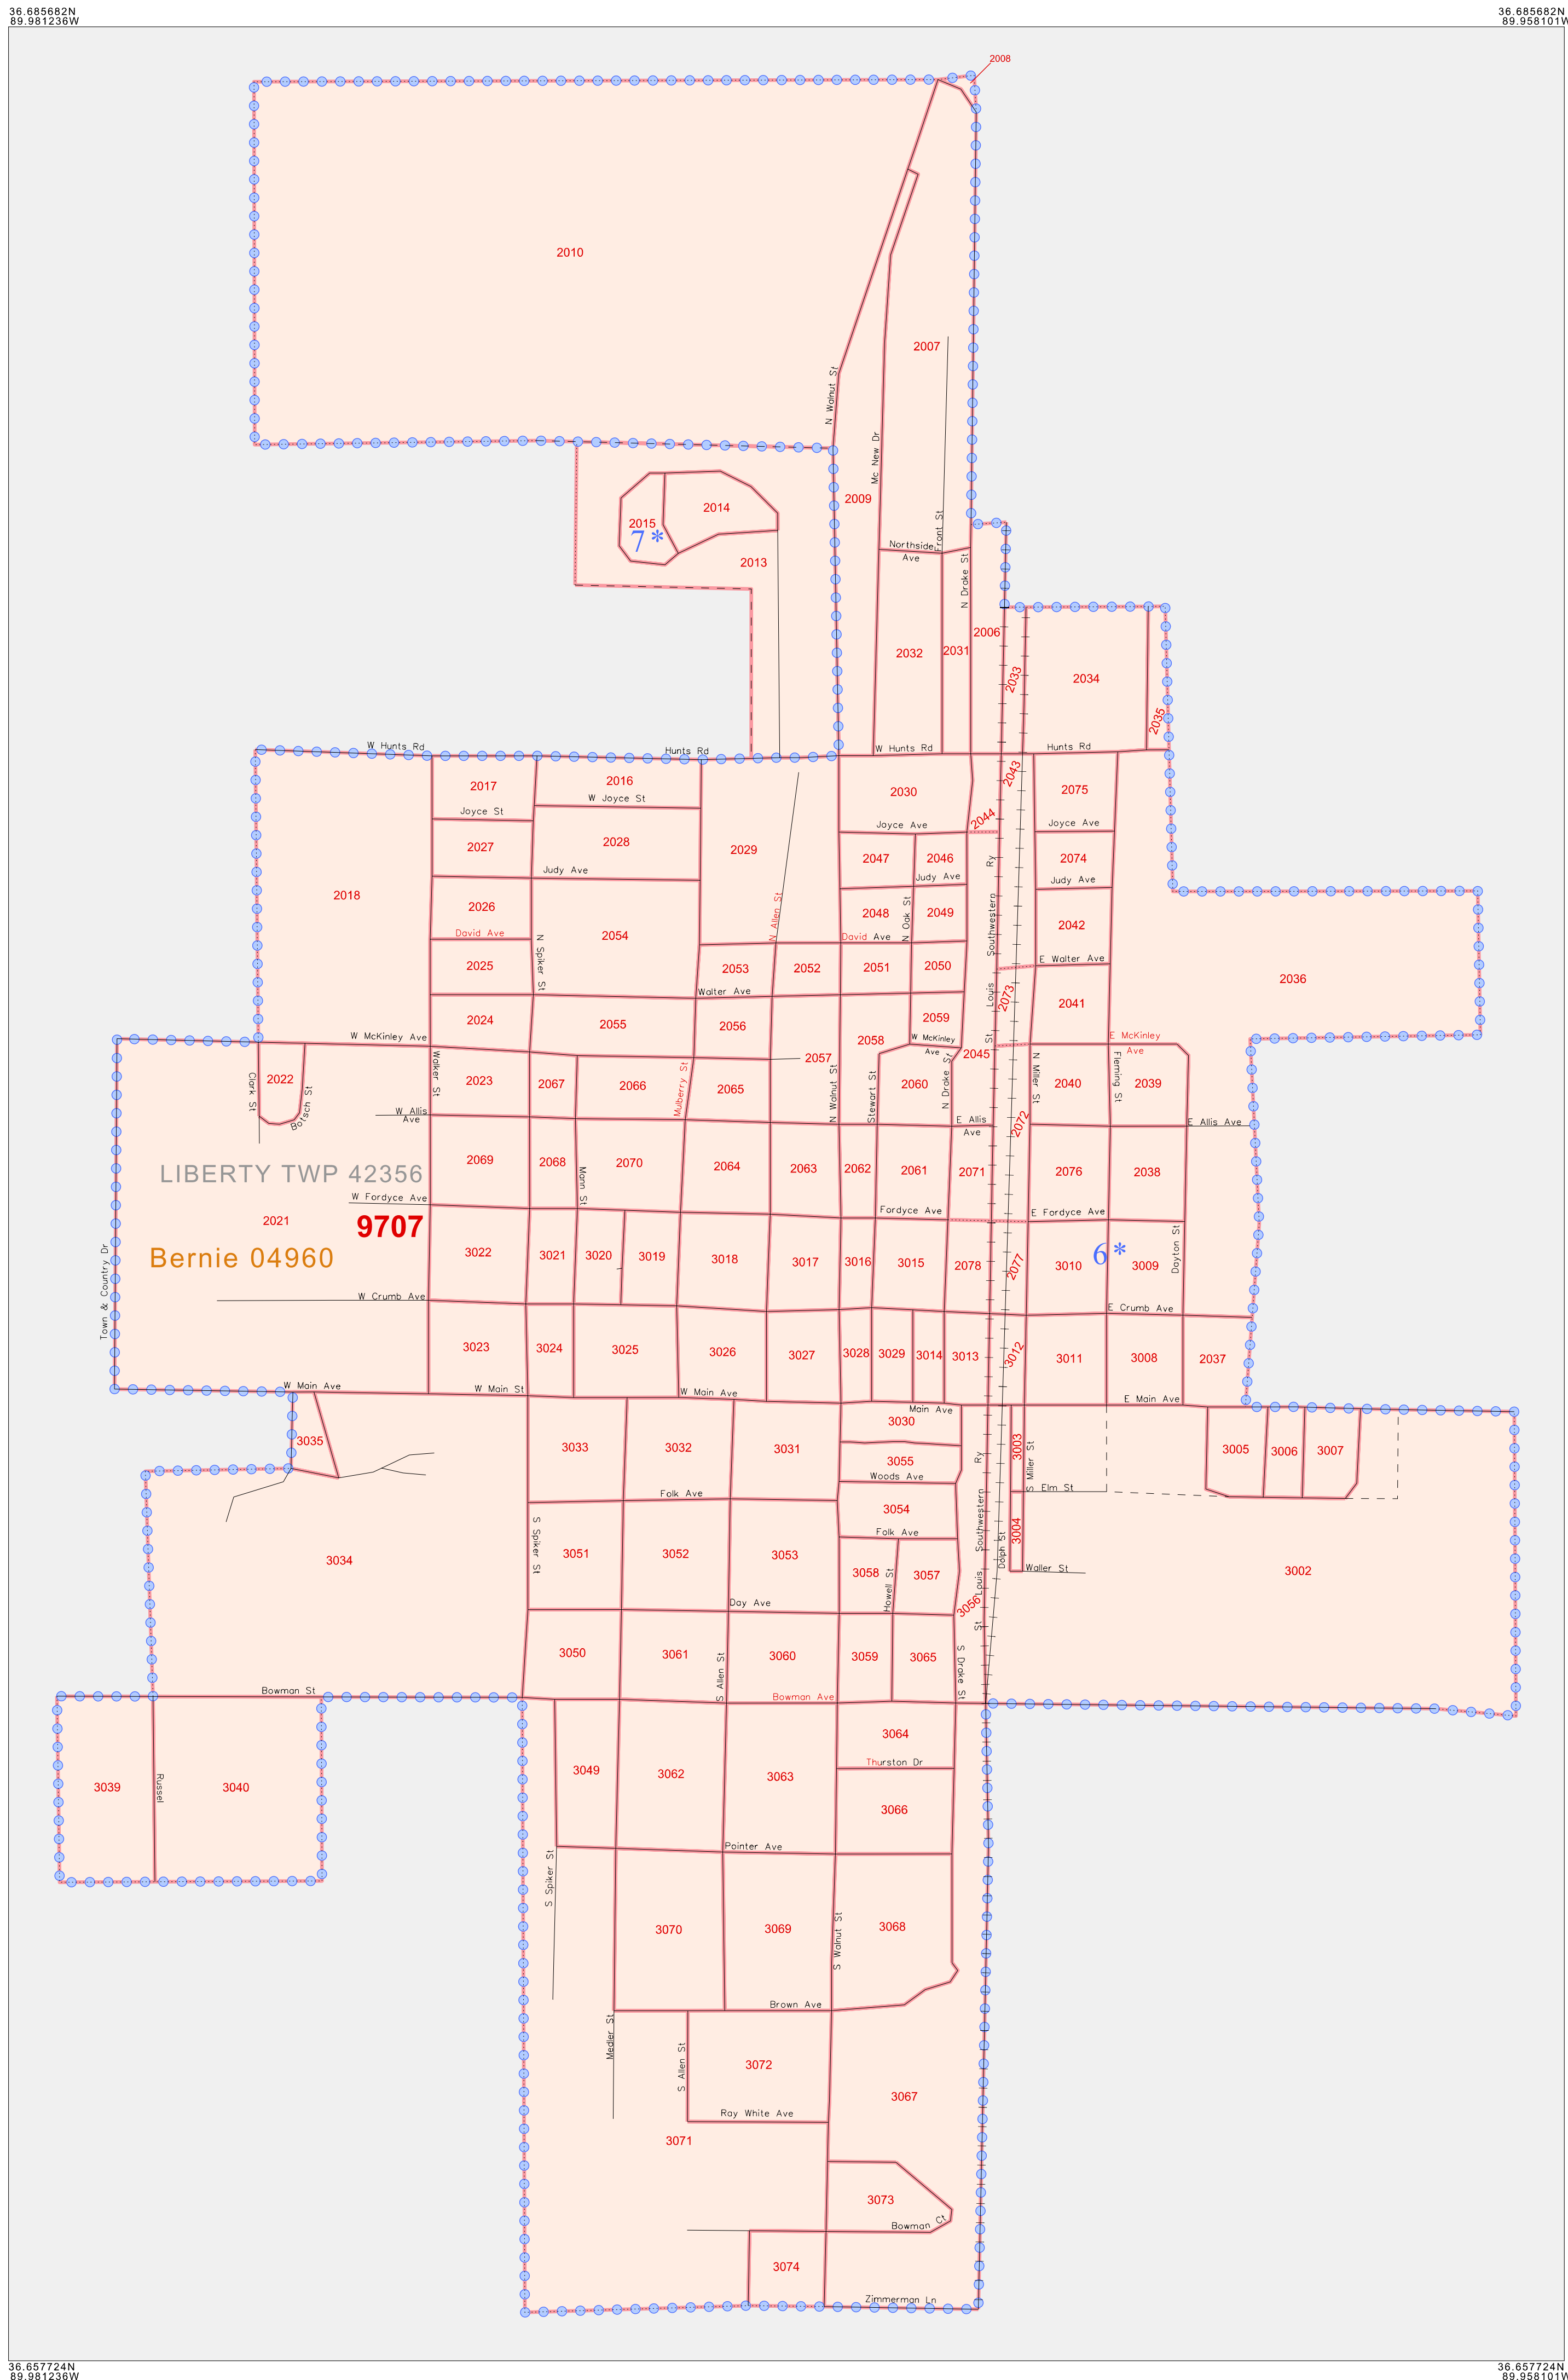 36.685682N
89.981236W
36.685682N
89.958101W
2008
2010
2007
N Walnut St
Mc New Dr
2009
2015
2014
7*
2013
Front St
Northside
Ave
N Drake St
2006
2032
2031
2033
2034
2035
W Hunts Rd
Hunts Rd
W Hunts Rd
Hunts Rd
2017
2016
W Joyce St
Joyce St
2030
2043
2075
2044
Joyce Ave
Joyce Ave
2027
2028
2029
2047
2046
2074
Judy Ave
Judy Ave
Judy Ave
2018
2026
2054
2048
2049
2042
N Allen St
N Oak St
David Ave
David Ave
N Spiker St
St Louis Southwestern Ry
E Walter Ave
2025
2053
2052
2051
2050
2036
Walter Ave
2073
2041
2024
2055
2056
2059
W McKinley Ave
2058
W McKinley
Ave
E McKinley
Ave
2057
2045
Clark St
2022
Botsch St
Walker St
2023
2067
2066
Mulberry St
2065
N Walnut St
Stewart St
2060
N Drake St
N Miller St
2040
Fleming St
2039
W Allis
Ave
E Allis
Ave
2072
E Allis Ave
LIBERTY TWP 42356
2069
2068
Mann St
2070
2064
2063
2062
2061
2071
2076
2038
W Fordyce Ave
Fordyce Ave
E Fordyce Ave
2021
9707
Bernie 04960
Town & Country Dr
3022
3021
3020
3019
3018
3017
3016
3015
2078
2077
3010
6*
3009
Dayton St
W Crumb Ave
E Crumb Ave
3023
3024
3025
3026
3027
3028
3029
3014
3013
3012
3011
3008
2037
W Main Ave
W Main St
W Main Ave
E Main Ave
Main Ave
3030
3035
3033
3032
3031
3055
3003
S Miller St
3005
3006
3007
Woods Ave
S Elm St
Folk Ave
3054
Folk Ave
3034
S Spiker St
3051
3052
3053
3058
Howell St
3057
St Louis Southwestern Ry
Dolph St
3004
Waller St
3002
Day Ave
3056
3050
3061
S Allen St
3060
3059
3065
S Drake St
Bowman St
Bowman Ave
3039
Russel
3040
3049
3062
3063
3064
Thurston Dr
3066
Pointer Ave
S Spiker St
3070
3069
S Walnut St
3068
Brown Ave
Medler St
S Allen St
3072
3067
Ray White Ave
3071
3073
Bowman Ct
3074
Zimmerman Ln
36.657724N
89.981236W
36.657724N
89.958101W